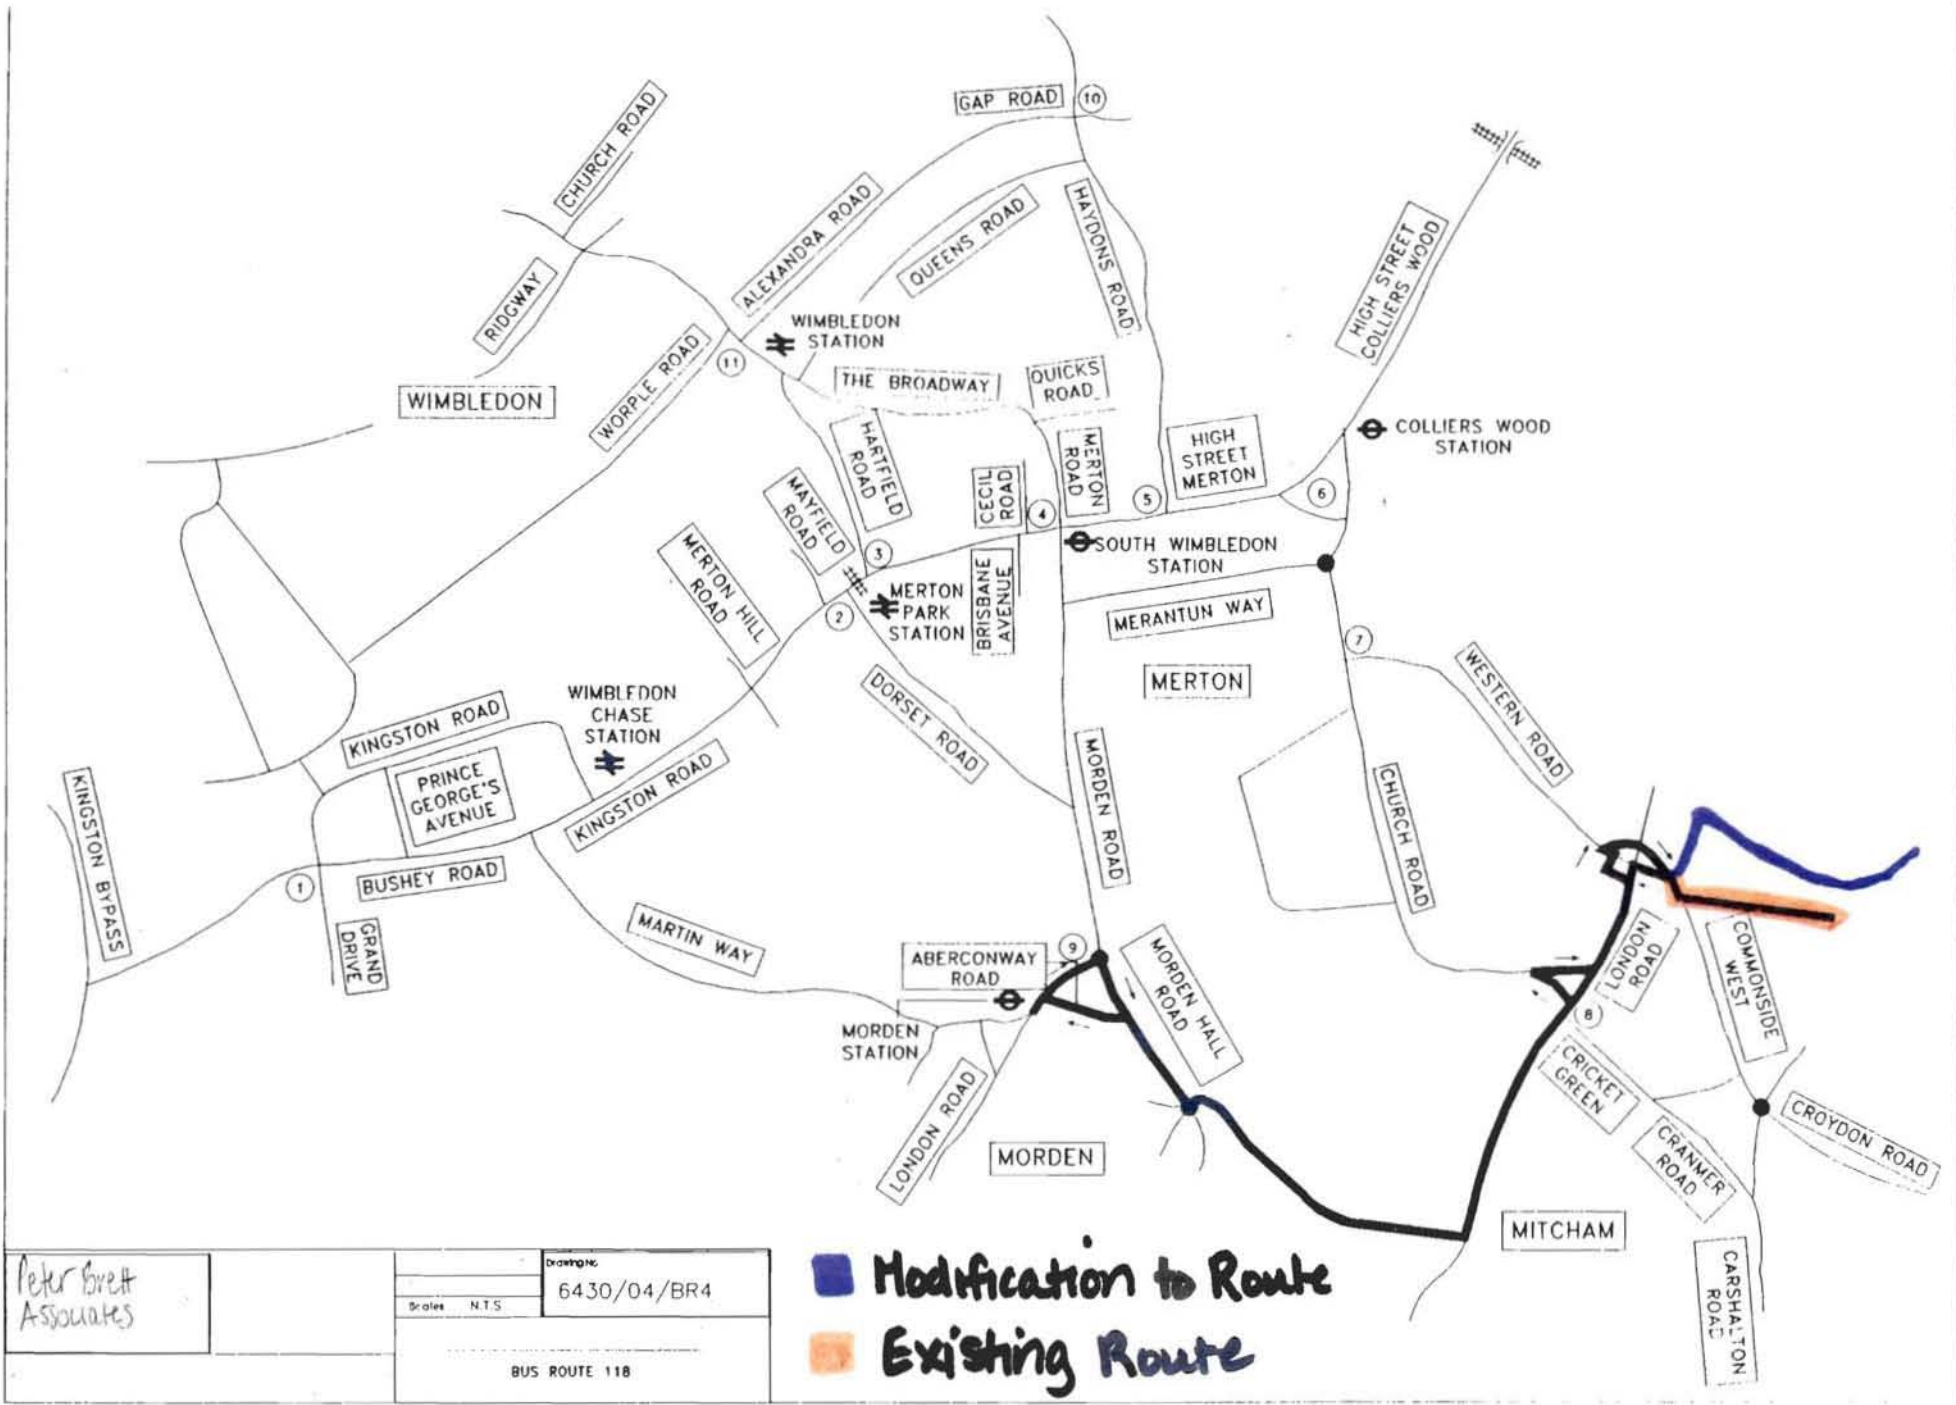 GAP ROAD
10
CHURCH ROAD
ALEXANDRA ROAD
QUEENS ROAD
HAYDONS ROAD
HIGH STREET
COLLIERS WOOD
RIDGWAY
WIMBLEDON
STATION
11
WORPLE ROAD
WIMBLEDON
THE BROADWAY
QUICKS
ROAD
COLLIERS WOOD
STATION
HARTFIELD
ROAD
MERTON
ROAD
HIGH
STREET
MERTON
CECIL
ROAD
4
5
6
MAYFIELD
ROAD
3
MERTON HILL
ROAD
SOUTH WIMBLEDON
STATION
2
MERTON
PARK
STATION
BRISBANE
AVENUE
MERANTUN WAY
7
WESTERN ROAD
MERTON
DORSET ROAD
WIMBLEDON
CHASE
STATION
KINGSTON ROAD
PRINCE
GEORGE'S
AVENUE
KINGSTON ROAD
MORDEN ROAD
CHURCH ROAD
KINGSTON BYPASS
1
BUSHEY ROAD
GRAND
DRIVE
MARTIN WAY
ABERCONWAY
ROAD
9
MORDEN HALL
ROAD
LONDON
ROAD
COMMONSIDE
WEST
8
MORDEN
STATION
CRICKET
GREEN
LONDON ROAD
CROYDON ROAD
CRANMER
ROAD
MORDEN
MITCHAM
CARSHALTON
ROAD
Peter Brett
Associates
Drawing No.
6430/04/BR4
Scales N.T.S
BUS ROUTE 118
Modification to Route
Existing Route